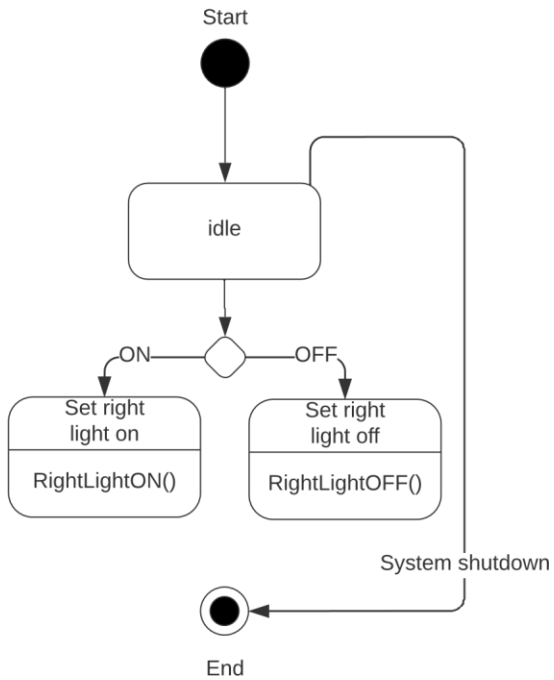 Start
idle
ON
OFF
Set right
light on
RightLightON()
Set right
light off
RightLightOFF()
System shutdown
End